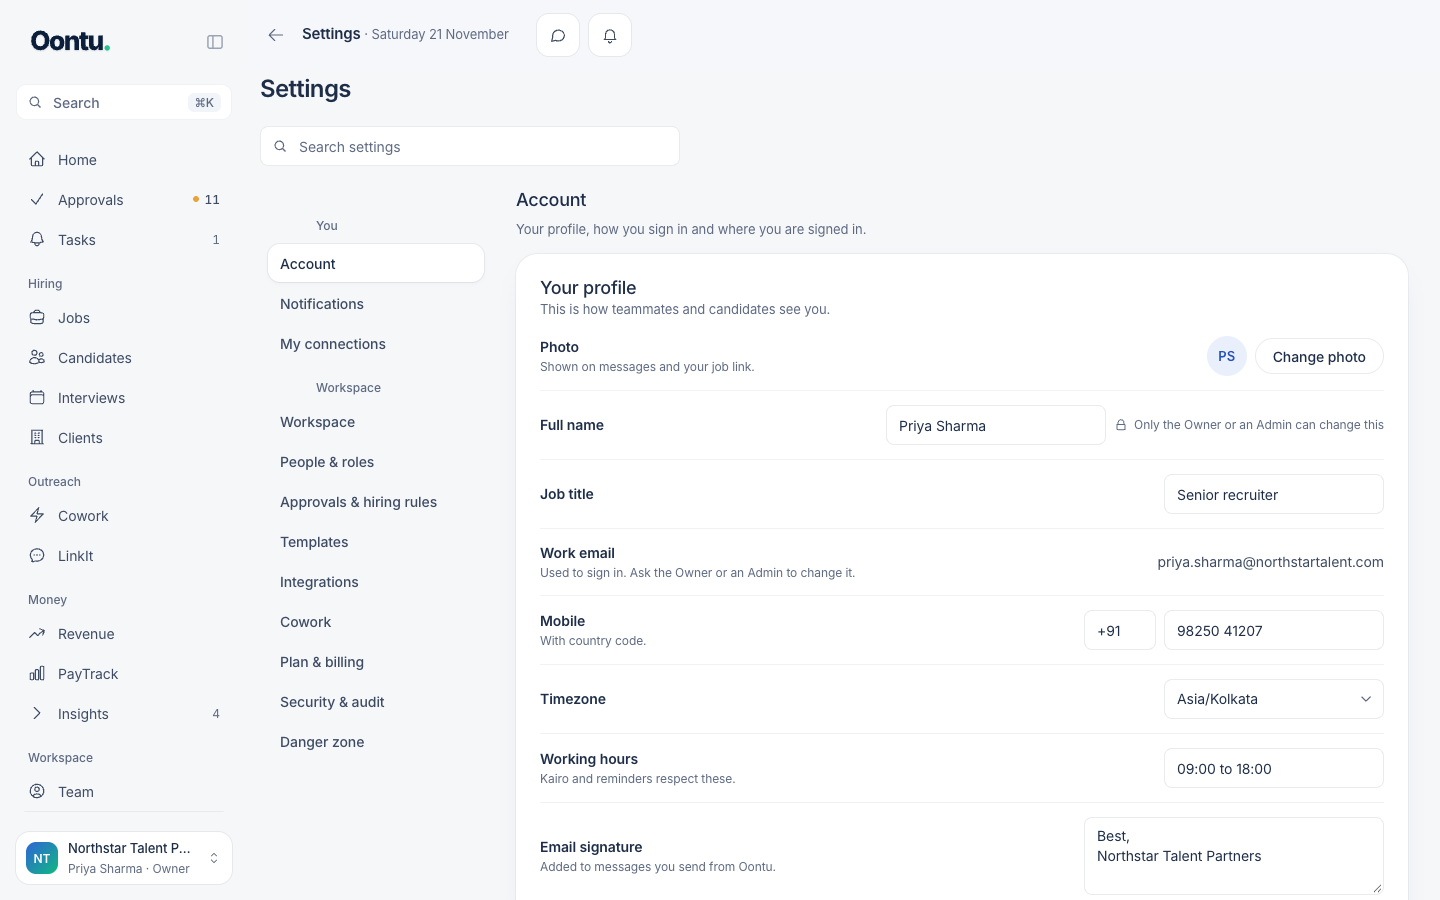 Oontu.
Search ⌘K
Home
Approvals 11
Tasks 1
Hiring
Jobs
Candidates
Interviews
Clients
Outreach
Cowork
LinkIt
Money
Revenue
PayTrack
Insights 4
Workspace
Team
NT
Northstar Talent P...
Priya Sharma · Owner
Settings · Saturday 21 November
Settings
Search settings
You
Account
Notifications
My connections
Workspace
Workspace
People & roles
Approvals & hiring rules
Templates
Integrations
Cowork
Plan & billing
Security & audit
Danger zone
Account
Your profile, how you sign in and where you are signed in.
Your profile
This is how teammates and candidates see you.
Photo
Shown on messages and your job link.
PS
Change photo
Full name
Priya Sharma
Only the Owner or an Admin can change this
Job title
Senior recruiter
Work email
Used to sign in. Ask the Owner or an Admin to change it.
priya.sharma@northstartalent.com
Mobile
With country code.
+91
98250 41207
Timezone
Asia/Kolkata
Working hours
Kairo and reminders respect these.
09:00 to 18:00
Email signature
Added to messages you send from Oontu.
Best,
Northstar Talent Partners